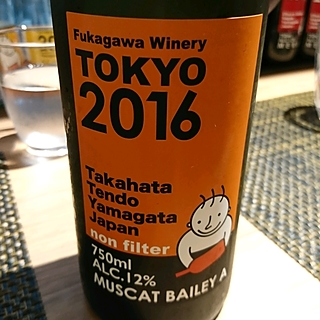 Fukagawa Winery
TOKYO
2016
Takahata
Tendo
Yamagata
Japan
non filter
750ml
ALC.12%
MUSCAT BAILEY A